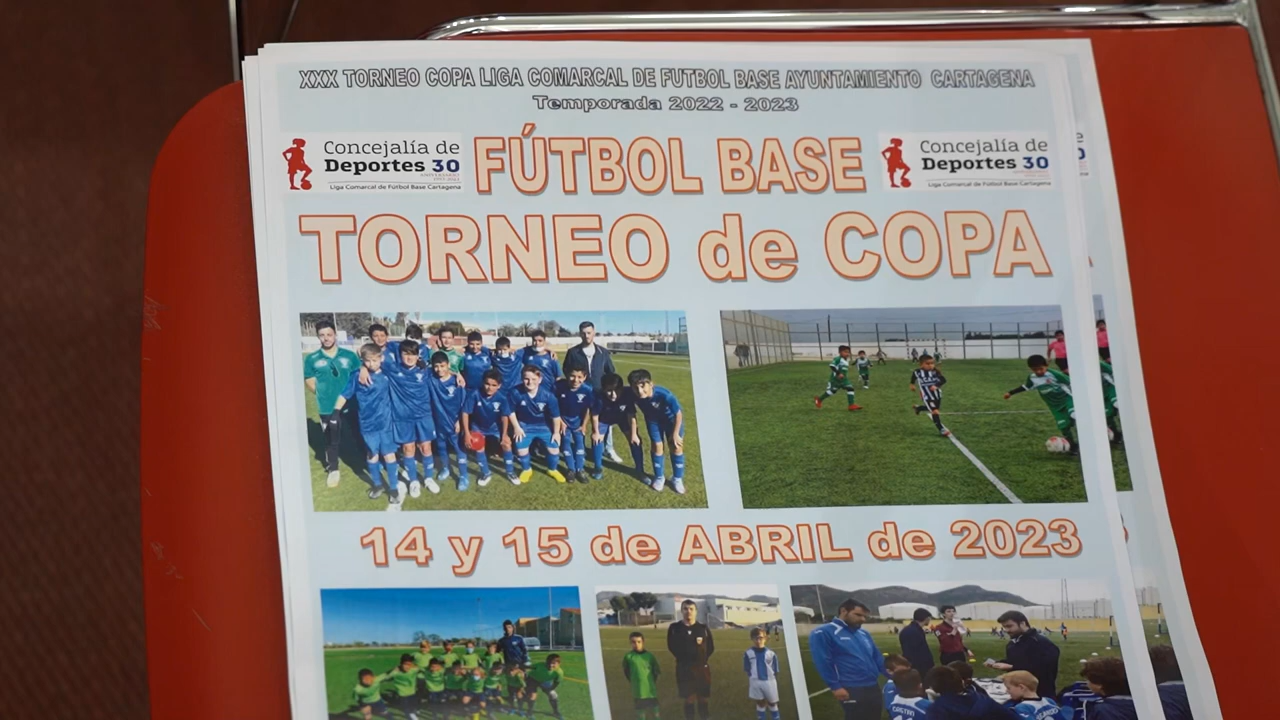 XXX TORNEO COPA LIGA COMARCAL DE FUTBOL BASE AYUNTAMIENTO CARTAGENA
Temporada 2022 - 2023
Concejalía de
Deportes 30
ANIVERSARIO
Liga Comarcal de Fútbol Base Cartagena
FÚTBOL BASE
Concejalía de
Deportes 30
Liga Comarcal de Fútbol Base Cartagena
TORNEO de COPA
14 y 15 de ABRIL de 2023